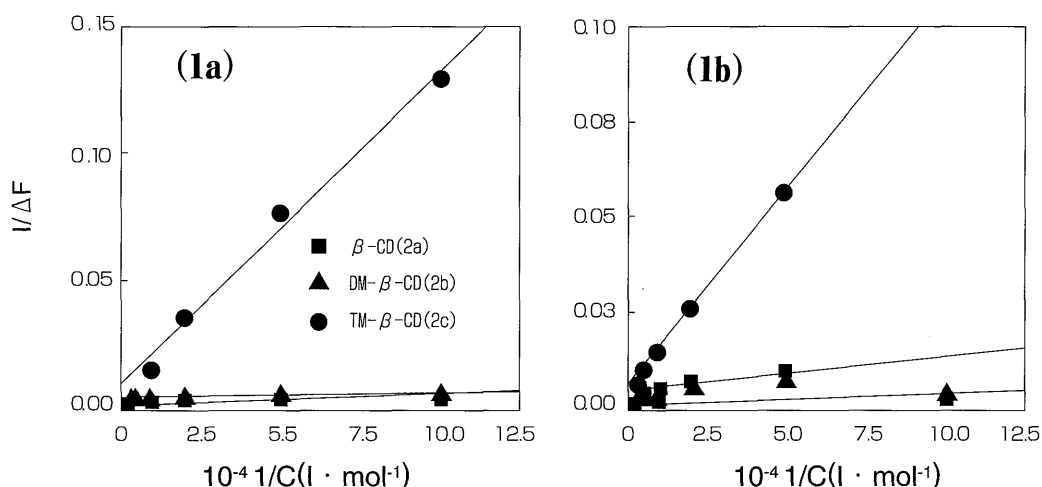 0.15
0.10
0.05
0.00
I/ΔF
(1a)
■ β-CD(2a)
▲ DM-β-CD(2b)
● TM-β-CD(2c)
0 2.5 5.5 10.0 12.5
10⁻⁴ 1/C(l · mol⁻¹)
0.10
0.08
0.05
0.03
0.00
(1b)
0 2.5 5.0 7.5 10.0 12.5
10⁻⁴ 1/C(l · mol⁻¹)